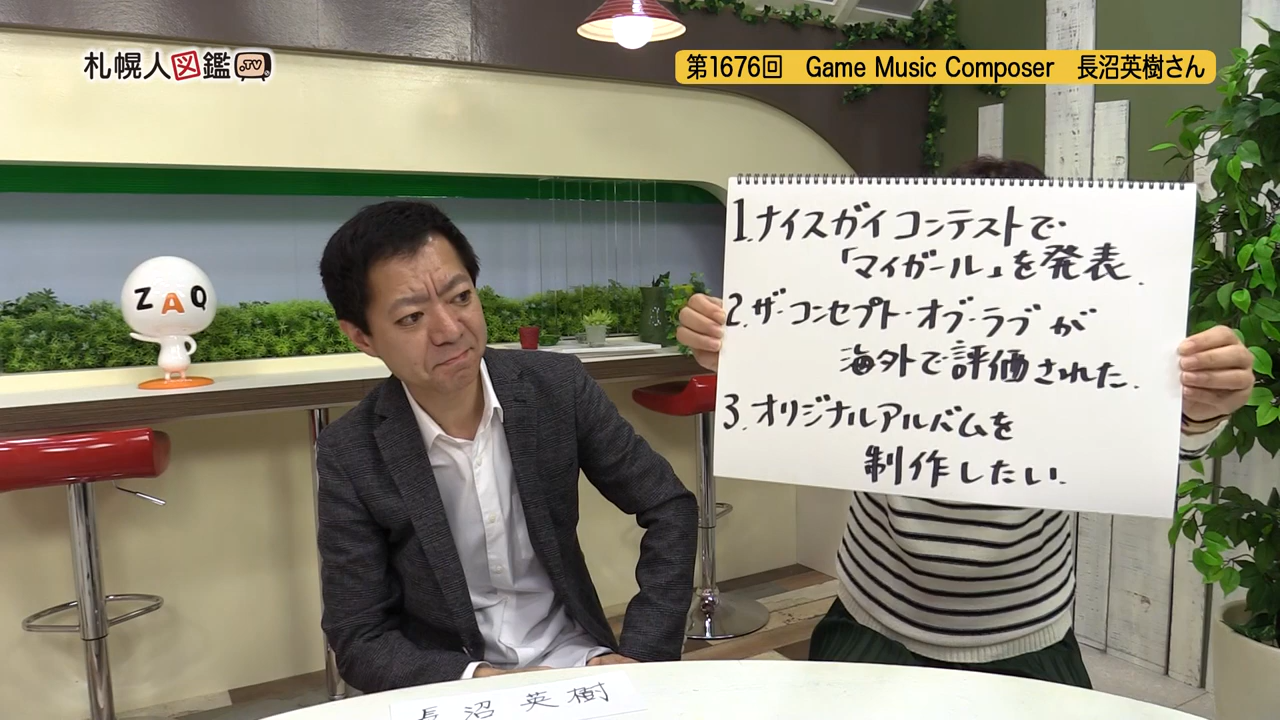 札幌人図鑑
第1676回 Game Music Composer 長沼英樹さん
ZAQ
1.ナイスガイコンテストで
「マイガール」を発表.
2.ザ・コンセプト・オブ・ラブが
海外で評価された.
3.オリジナルアルバムを
制作したい.
長沼 英樹